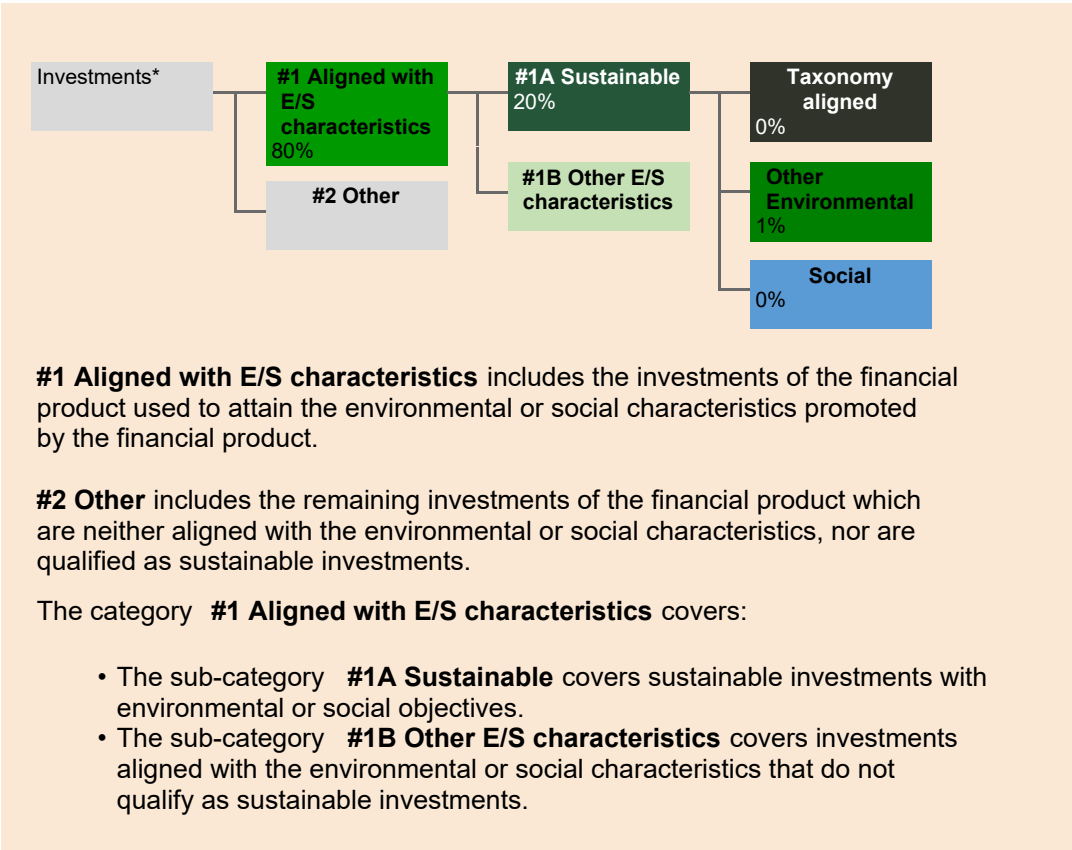 Investments*
#1 Aligned with
E/S
characteristics
80%
#2 Other
#1A Sustainable
20%
#1B Other E/S
characteristics
Taxonomy
aligned
0%
Other
Environmental
1%
Social
0%
#1 Aligned with E/S characteristics includes the investments of the financial
product used to attain the environmental or social characteristics promoted
by the financial product.
#2 Other includes the remaining investments of the financial product which
are neither aligned with the environmental or social characteristics, nor are
qualified as sustainable investments.
The category #1 Aligned with E/S characteristics covers:
• The sub-category #1A Sustainable covers sustainable investments with
environmental or social objectives.
• The sub-category #1B Other E/S characteristics covers investments
aligned with the environmental or social characteristics that do not
qualify as sustainable investments.